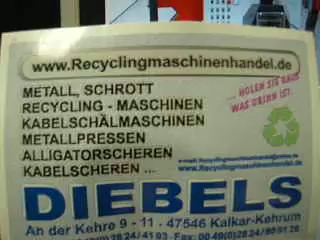 www.Recyclingmaschinenhandel.de
METALL, SCHROTT
RECYCLING - MASCHINEN
KABELSCHÄLMASCHINEN
METALLPRESSEN
ALLIGATORSCHEREN
KABELSCHEREN ...
... HOLEN SIE RAUS
WAS DRIN IST.
www.Recyclingmaschinenhandel.de
DIEBELS
An der Kehre 9 - 11 - 47546 Kalkar-Kehrum